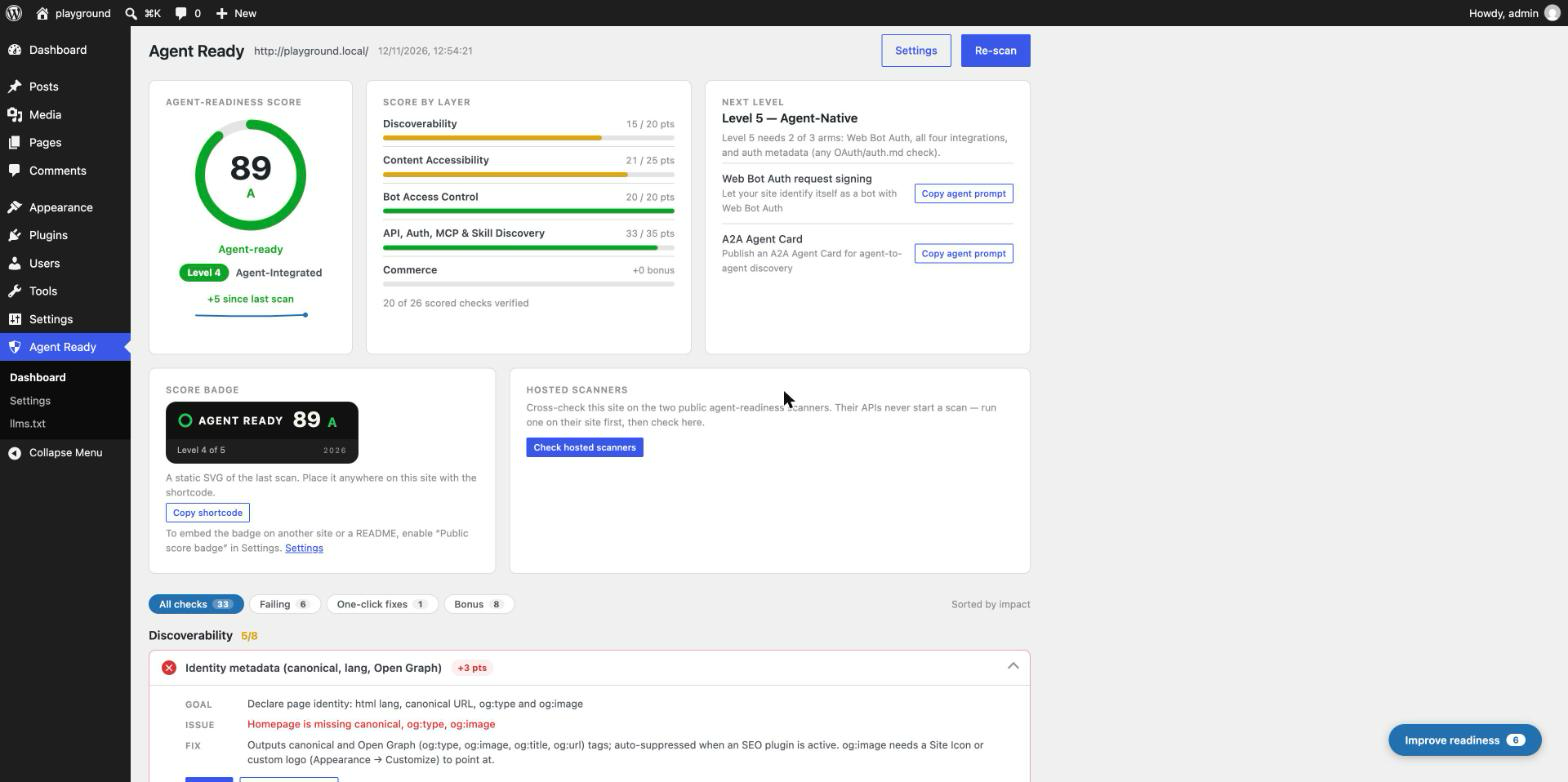 playground
⌘K
0
New
Howdy, admin
Dashboard
Posts
Media
Pages
Comments
Appearance
Plugins
Users
Tools
Settings
Agent Ready
Dashboard
Settings
llms.txt
Collapse Menu
Agent Ready http://playground.local/ 12/11/2026, 12:54:21
Settings
Re-scan
AGENT-READINESS SCORE
89
A
Agent-ready
Level 4 Agent-Integrated
+5 since last scan
SCORE BY LAYER
Discoverability 15 / 20 pts
Content Accessibility 21 / 25 pts
Bot Access Control 20 / 20 pts
API, Auth, MCP & Skill Discovery 33 / 35 pts
Commerce +0 bonus
20 of 26 scored checks verified
NEXT LEVEL
Level 5 — Agent-Native
Level 5 needs 2 of 3 arms: Web Bot Auth, all four integrations,
and auth metadata (any OAuth/auth.md check).
Web Bot Auth request signing
Let your site identify itself as a bot with
Web Bot Auth
Copy agent prompt
A2A Agent Card
Publish an A2A Agent Card for agent-to-
agent discovery
Copy agent prompt
SCORE BADGE
AGENT READY 89 A
Level 4 of 5 2026
A static SVG of the last scan. Place it anywhere on this site with the
shortcode.
Copy shortcode
To embed the badge on another site or a README, enable "Public
score badge" in Settings. Settings
HOSTED SCANNERS
Cross-check this site on the two public agent-readiness scanners. Their APIs never start a scan — run
one on their site first, then check here.
Check hosted scanners
All checks 33
Failing 6
One-click fixes 1
Bonus 8
Sorted by impact
Discoverability 5/8
Identity metadata (canonical, lang, Open Graph) +3 pts
GOAL Declare page identity: html lang, canonical URL, og:type and og:image
ISSUE Homepage is missing canonical, og:type, og:image
FIX Outputs canonical and Open Graph (og:type, og:image, og:title, og:url) tags; auto-suppressed when an SEO plugin is active. og:image needs a Site Icon or
custom logo (Appearance → Customize) to point at.
Improve readiness 6